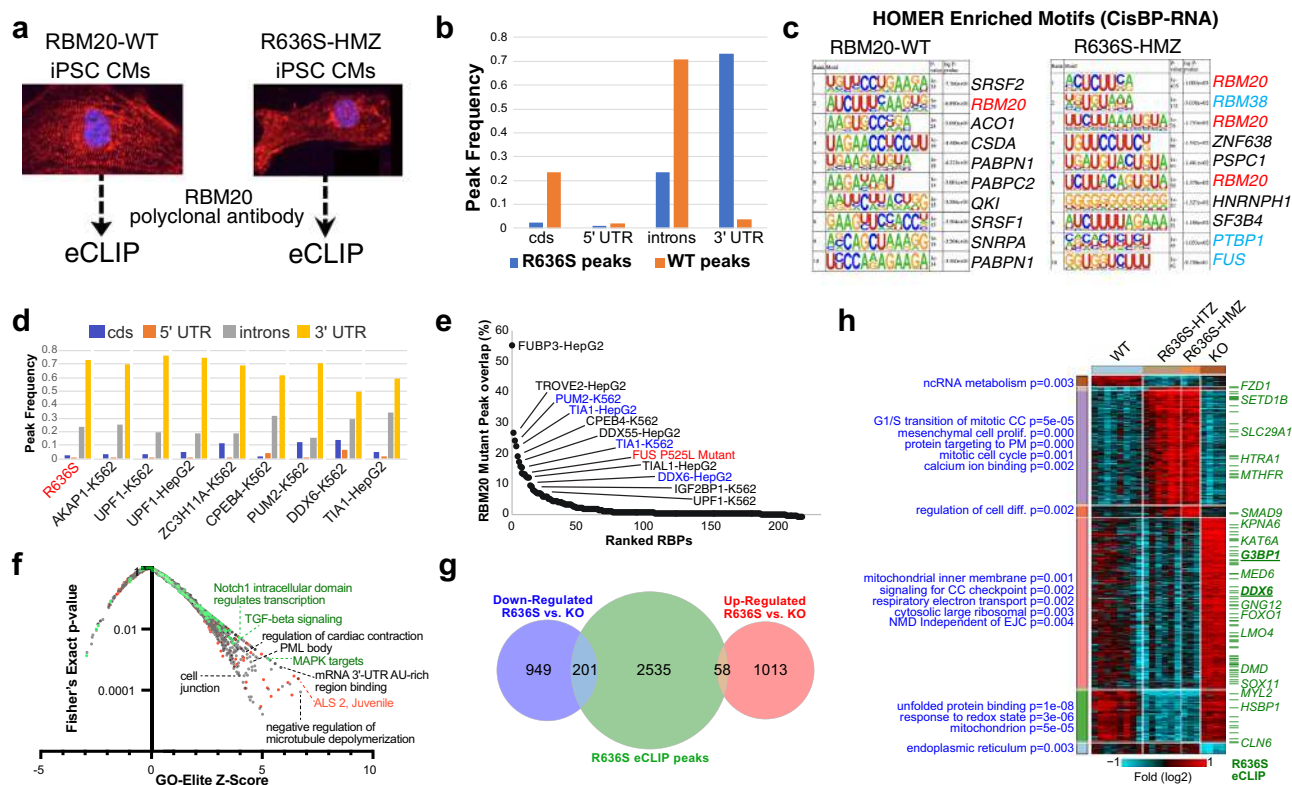 a
RBM20-WT
iPSC CMs
R636S-HMZ
iPSC CMs
RBM20
polyclonal antibody
eCLIP
eCLIP
b
Peak Frequency
0.8
0.7
0.6
0.5
0.4
0.3
0.2
0.1
0
cds
5' UTR
introns
3' UTR
R636S peaks
WT peaks
c
HOMER Enriched Motifs (CisBP-RNA)
RBM20-WT
SRSF2
RBM20
ACO1
CSDA
PABPN1
PABPC2
QKI
SRSF1
SNRPA
PABPN1
R636S-HMZ
RBM20
RBM38
RBM20
ZNF638
PSPC1
RBM20
HNRNPH1
SF3B4
PTBP1
FUS
d
cds
5' UTR
introns
3' UTR
Peak Frequency
0.8
0.7
0.6
0.5
0.4
0.3
0.2
0.1
0
R636S
AKAP1-K562
UPF1-K562
UPF1-HepG2
ZC3H11A-K562
CPEB4-K562
PUM2-K562
DDX6-K562
TIA1-HepG2
e
RBM20 Mutant Peak overlap (%)
60
50
40
30
20
10
0
FUBP3-HepG2
TROVE2-HepG2
PUM2-K562
TIA1-HepG2
CPEB4-K562
DDX55-HepG2
TIA1-K562
FUS P525L Mutant
TIAL1-HepG2
DDX6-HepG2
IGF2BP1-K562
UPF1-K562
0
50
100
150
200
Ranked RBPs
f
Fisher's Exact p-value
1
0.01
0.0001
Notch1 intracellular domain
regulates transcription
TGF-beta signaling
regulation of cardiac contraction
PML body
MAPK targets
cell
junction
mRNA 3'-UTR AU-rich
region binding
ALS 2, Juvenile
negative regulation of
microtubule depolymerization
-5
0
5
10
GO-Elite Z-Score
g
Down-Regulated
R636S vs. KO
Up-Regulated
R636S vs. KO
949
201
2535
58
1013
R636S eCLIP peaks
h
WT
R636S-HTZ
R636S-HMZ
KO
ncRNA metabolism p=0.003
G1/S transition of mitotic CC p=5e-05
mesenchymal cell prolif. p=0.000
protein targeting to PM p=0.000
mitotic cell cycle p=0.001
calcium ion binding p=0.002
regulation of cell diff. p=0.002
mitochondrial inner membrane p=0.001
signaling for CC checkpoint p=0.002
respiratory electron transport p=0.002
cytosolic large ribosomal p=0.003
NMD Independent of EJC p=0.004
unfolded protein binding p=1e-08
response to redox state p=3e-06
mitochondrion p=5e-05
endoplasmic reticulum p=0.003
FZD1
SETD1B
SLC29A1
HTRA1
MTHFR
SMAD9
KPNA6
KAT6A
G3BP1
MED6
DDX6
GNG12
FOXO1
LMO4
DMD
SOX11
MYL2
HSBP1
CLN6
−1
1
Fold (log2)
R636S
eCLIP